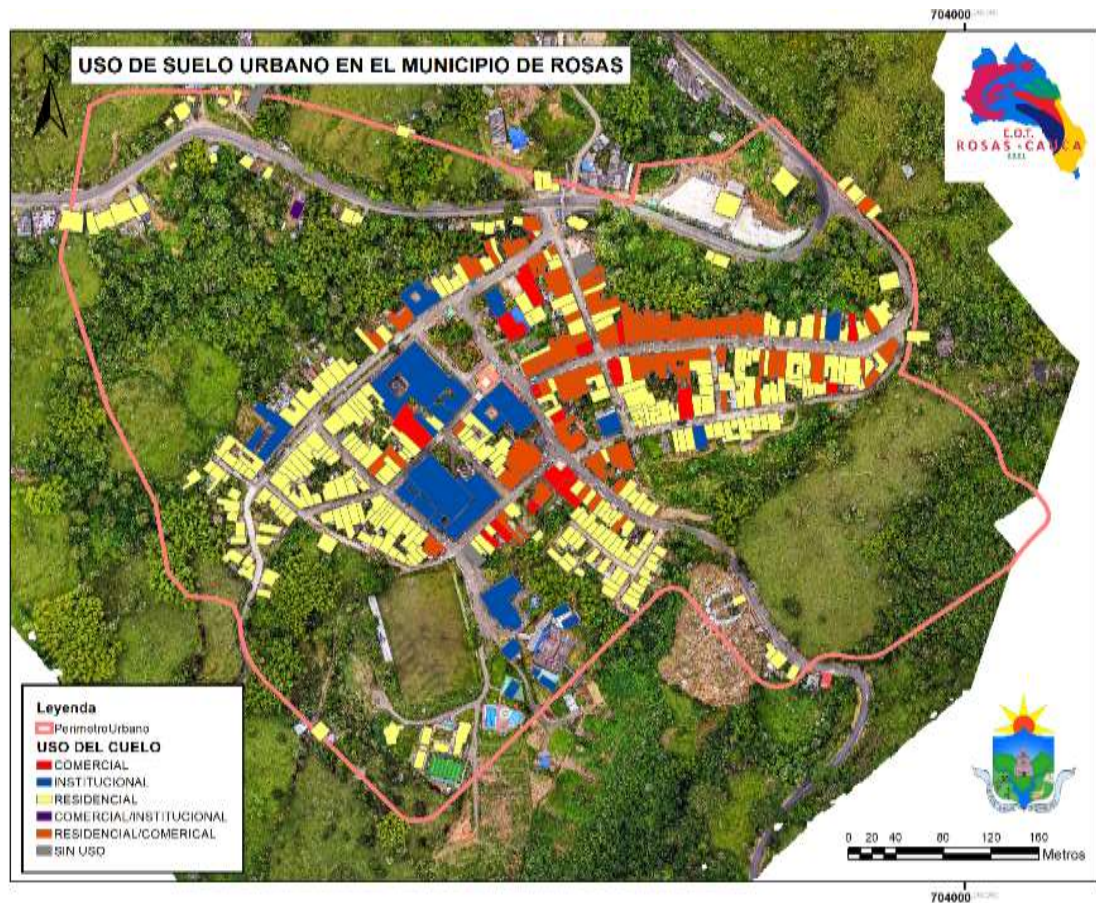 704000
USO DE SUELO URBANO EN EL MUNICIPIO DE ROSAS
N
E.O.T.
ROSAS - CAUCA
Leyenda
PerimetroUrbano
USO DEL CUELO
COMERCIAL
INSTITUCIONAL
RESIDENCIAL
COMERCIAL/INSTITUCIONAL
RESIDENCIAL/COMERICAL
SIN USO
0 20 40 80 120 160
Metros
704000